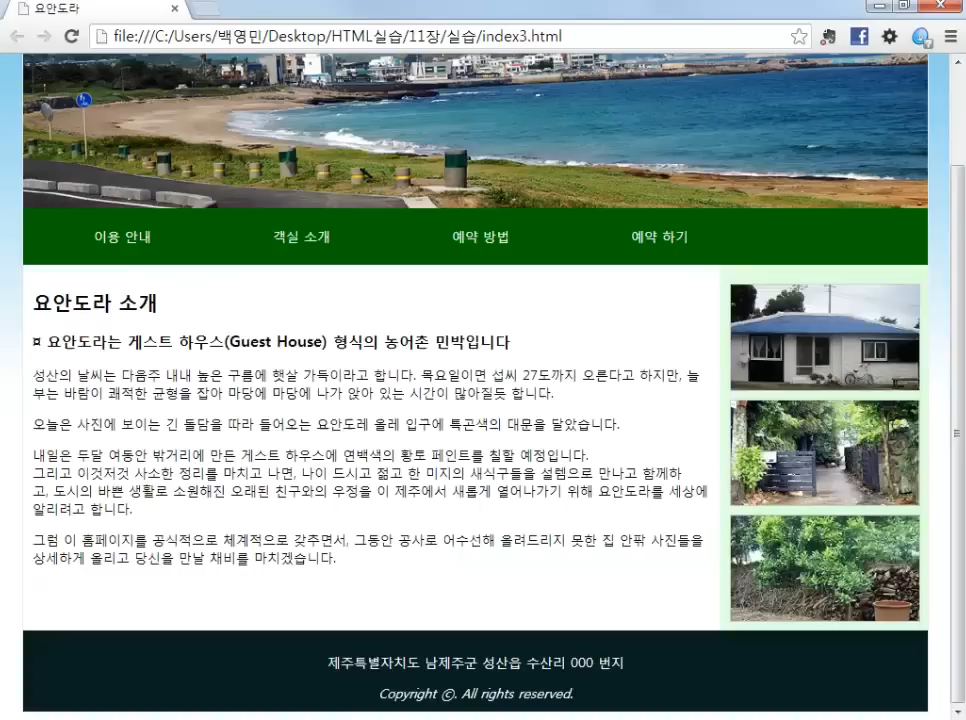 요안도라
file:///C:/Users/백영민/Desktop/HTML실습/11장/실습/index3.html
이용 안내 객실 소개 예약 방법 예약 하기
요안도라 소개
¤ 요안도라는 게스트 하우스(Guest House) 형식의 농어촌 민박입니다
성산의 날씨는 다음주 내내 높은 구름에 햇살 가득이라고 합니다. 목요일이면 섭씨 27도까지 오른다고 하지만, 늘
부는 바람이 쾌적한 균형을 잡아 마당에 마당에 나가 앉아 있는 시간이 많아질듯 합니다.
오늘은 사진에 보이는 긴 돌담을 따라 들어오는 요안도레 올레 입구에 특곤색의 대문을 달았습니다.
내일은 두달 여동안 밖거리에 만든 게스트 하우스에 연백색의 황토 페인트를 칠할 예정입니다.
그리고 이것저것 사소한 정리를 마치고 나면, 나이 드시고 젊고 한 미지의 새식구들을 설렘으로 만나고 함께하
고, 도시의 바쁜 생활로 소원해진 오래된 친구와의 우정을 이 제주에서 새롭게 열어나가기 위해 요안도라를 세상에
알리려고 합니다.
그럼 이 홈페이지를 공식적으로 체계적으로 갖주면서, 그동안 공사로 어수선해 올려드리지 못한 집 안팎 사진들을
상세하게 올리고 당신을 만날 채비를 마치겠습니다.
제주특별자치도 남제주군 성산읍 수산리 000 번지
Copyright ⓒ. All rights reserved.